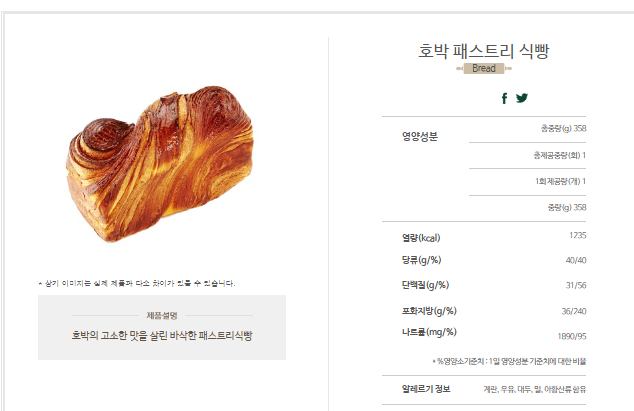 호박 패스트리 식빵
Bread
영양성분
총중량(g) 358
총제공중량(회) 1
1회 제공량(개) 1
중량(g) 358
열량(kcal) 1235
당류(g/%) 40/40
단백질(g/%) 31/56
포화지방(g/%) 36/240
나트륨(mg/%) 1890/95
* %영양소기준치 : 1일 영양성분 기준치에 대한 비율
알레르기 정보 계란, 우유, 대두, 밀, 아황산류 함유
* 상기 이미지는 실제 제품과 다소 차이가 있을 수 있습니다.
제품설명
호박의 고소한 맛을 살린 바삭한 패스트리식빵